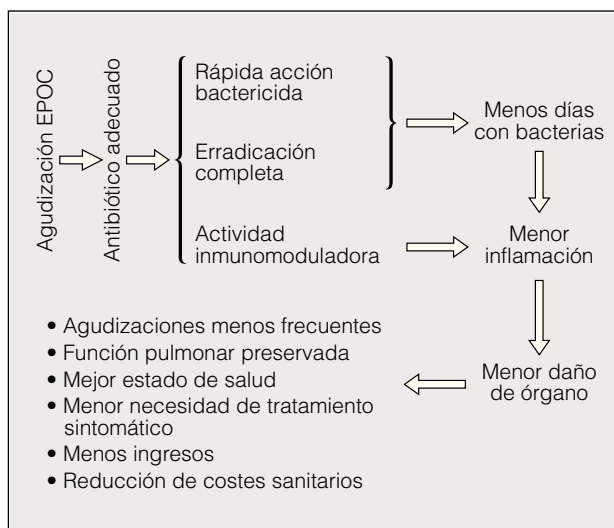 Agudización EPOC
Antibiótico adecuado
Rápida acción
bactericida
Erradicación
completa
Actividad
inmunomoduladora
Menos días
con bacterias
Menor
inflamación
Menor daño
de órgano
• Agudizaciones menos frecuentes
• Función pulmonar preservada
• Mejor estado de salud
• Menor necesidad de tratamiento
sintomático
• Menos ingresos
• Reducción de costes sanitarios